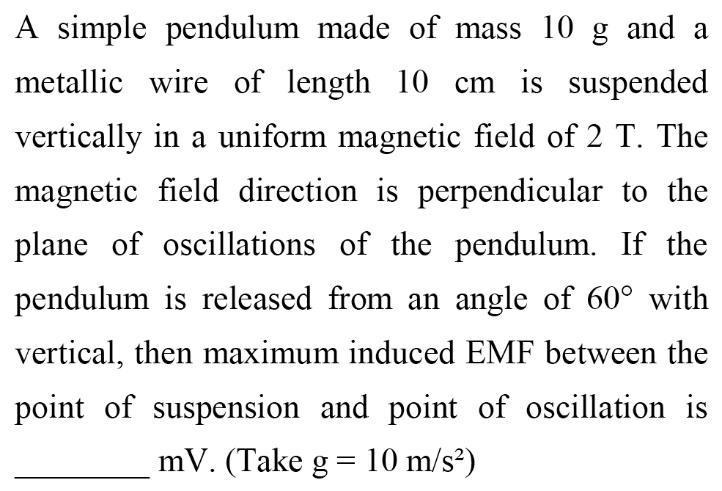 A simple pendulum made of mass 10 g and a
metallic wire of length 10 cm is suspended
vertically in a uniform magnetic field of 2 T. The
magnetic field direction is perpendicular to the
plane of oscillations of the pendulum. If the
pendulum is released from an angle of 60° with
vertical, then maximum induced EMF between the
point of suspension and point of oscillation is
_________ mV. (Take g = 10 m/s²)